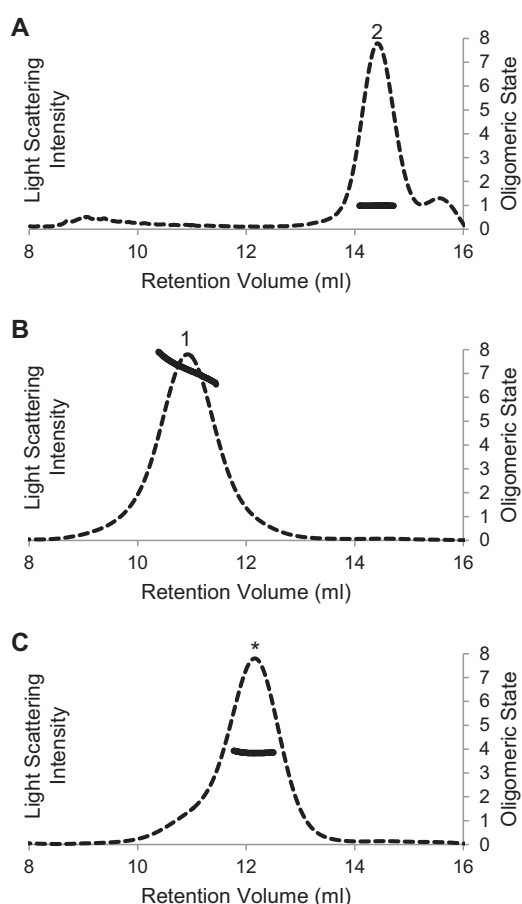 A
2
Light Scattering
Intensity
8
7
6
5
4
3
2
1
0
Oligomeric State
8 10 12 14 16
Retention Volume (ml)
B
1
Light Scattering
Intensity
8
7
6
5
4
3
2
1
0
Oligomeric State
8 10 12 14 16
Retention Volume (ml)
C
*
Light Scattering
Intensity
8
7
6
5
4
3
2
1
0
Oligomeric State
8 10 12 14 16
Retention Volume (ml)